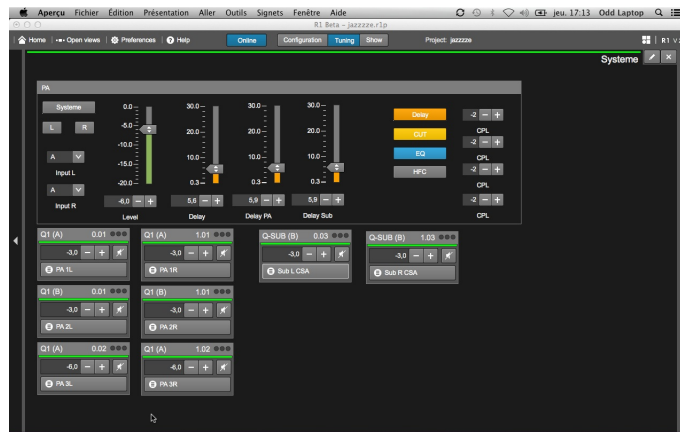 Aperçu Fichier Édition Présentation Aller Outils Signets Fenêtre Aide jeu. 17:13 Odd Laptop
R1 Beta – jazzzze.r1p
Home Open views Preferences Help Online Configuration Tuning Show Project: jazzzze R1 V
Systeme
PA
Systeme
L R
A
Input L
A
Input R
0.0
-5.0
-10.0
-15.0
-20.0
-6,0 - +
Level
30.0
20.0
10.0
0.3
5,6 - +
Delay
30.0
20.0
10.0
0.3
5,9 - +
Delay PA
30.0
20.0
10.0
0.3
5,9 - +
Delay Sub
Delay
CUT
EQ
HFC
-2 - +
CPL
-2 - +
CPL
-2 - +
CPL
-2 - +
CPL
Q1 (A) 0.01
-3,0 - +
PA 1L
Q1 (A) 1.01
-3,0 - +
PA 1R
Q-SUB (B) 0.03
-3,0 - +
Sub L CSA
Q-SUB (B) 1.03
-3,0 - +
Sub R CSA
Q1 (B) 0.01
-3,0 - +
PA 2L
Q1 (B) 1.01
-3,0 - +
PA 2R
Q1 (A) 0.02
-6,0 - +
PA 3L
Q1 (A) 1.02
-6,0 - +
PA 3R